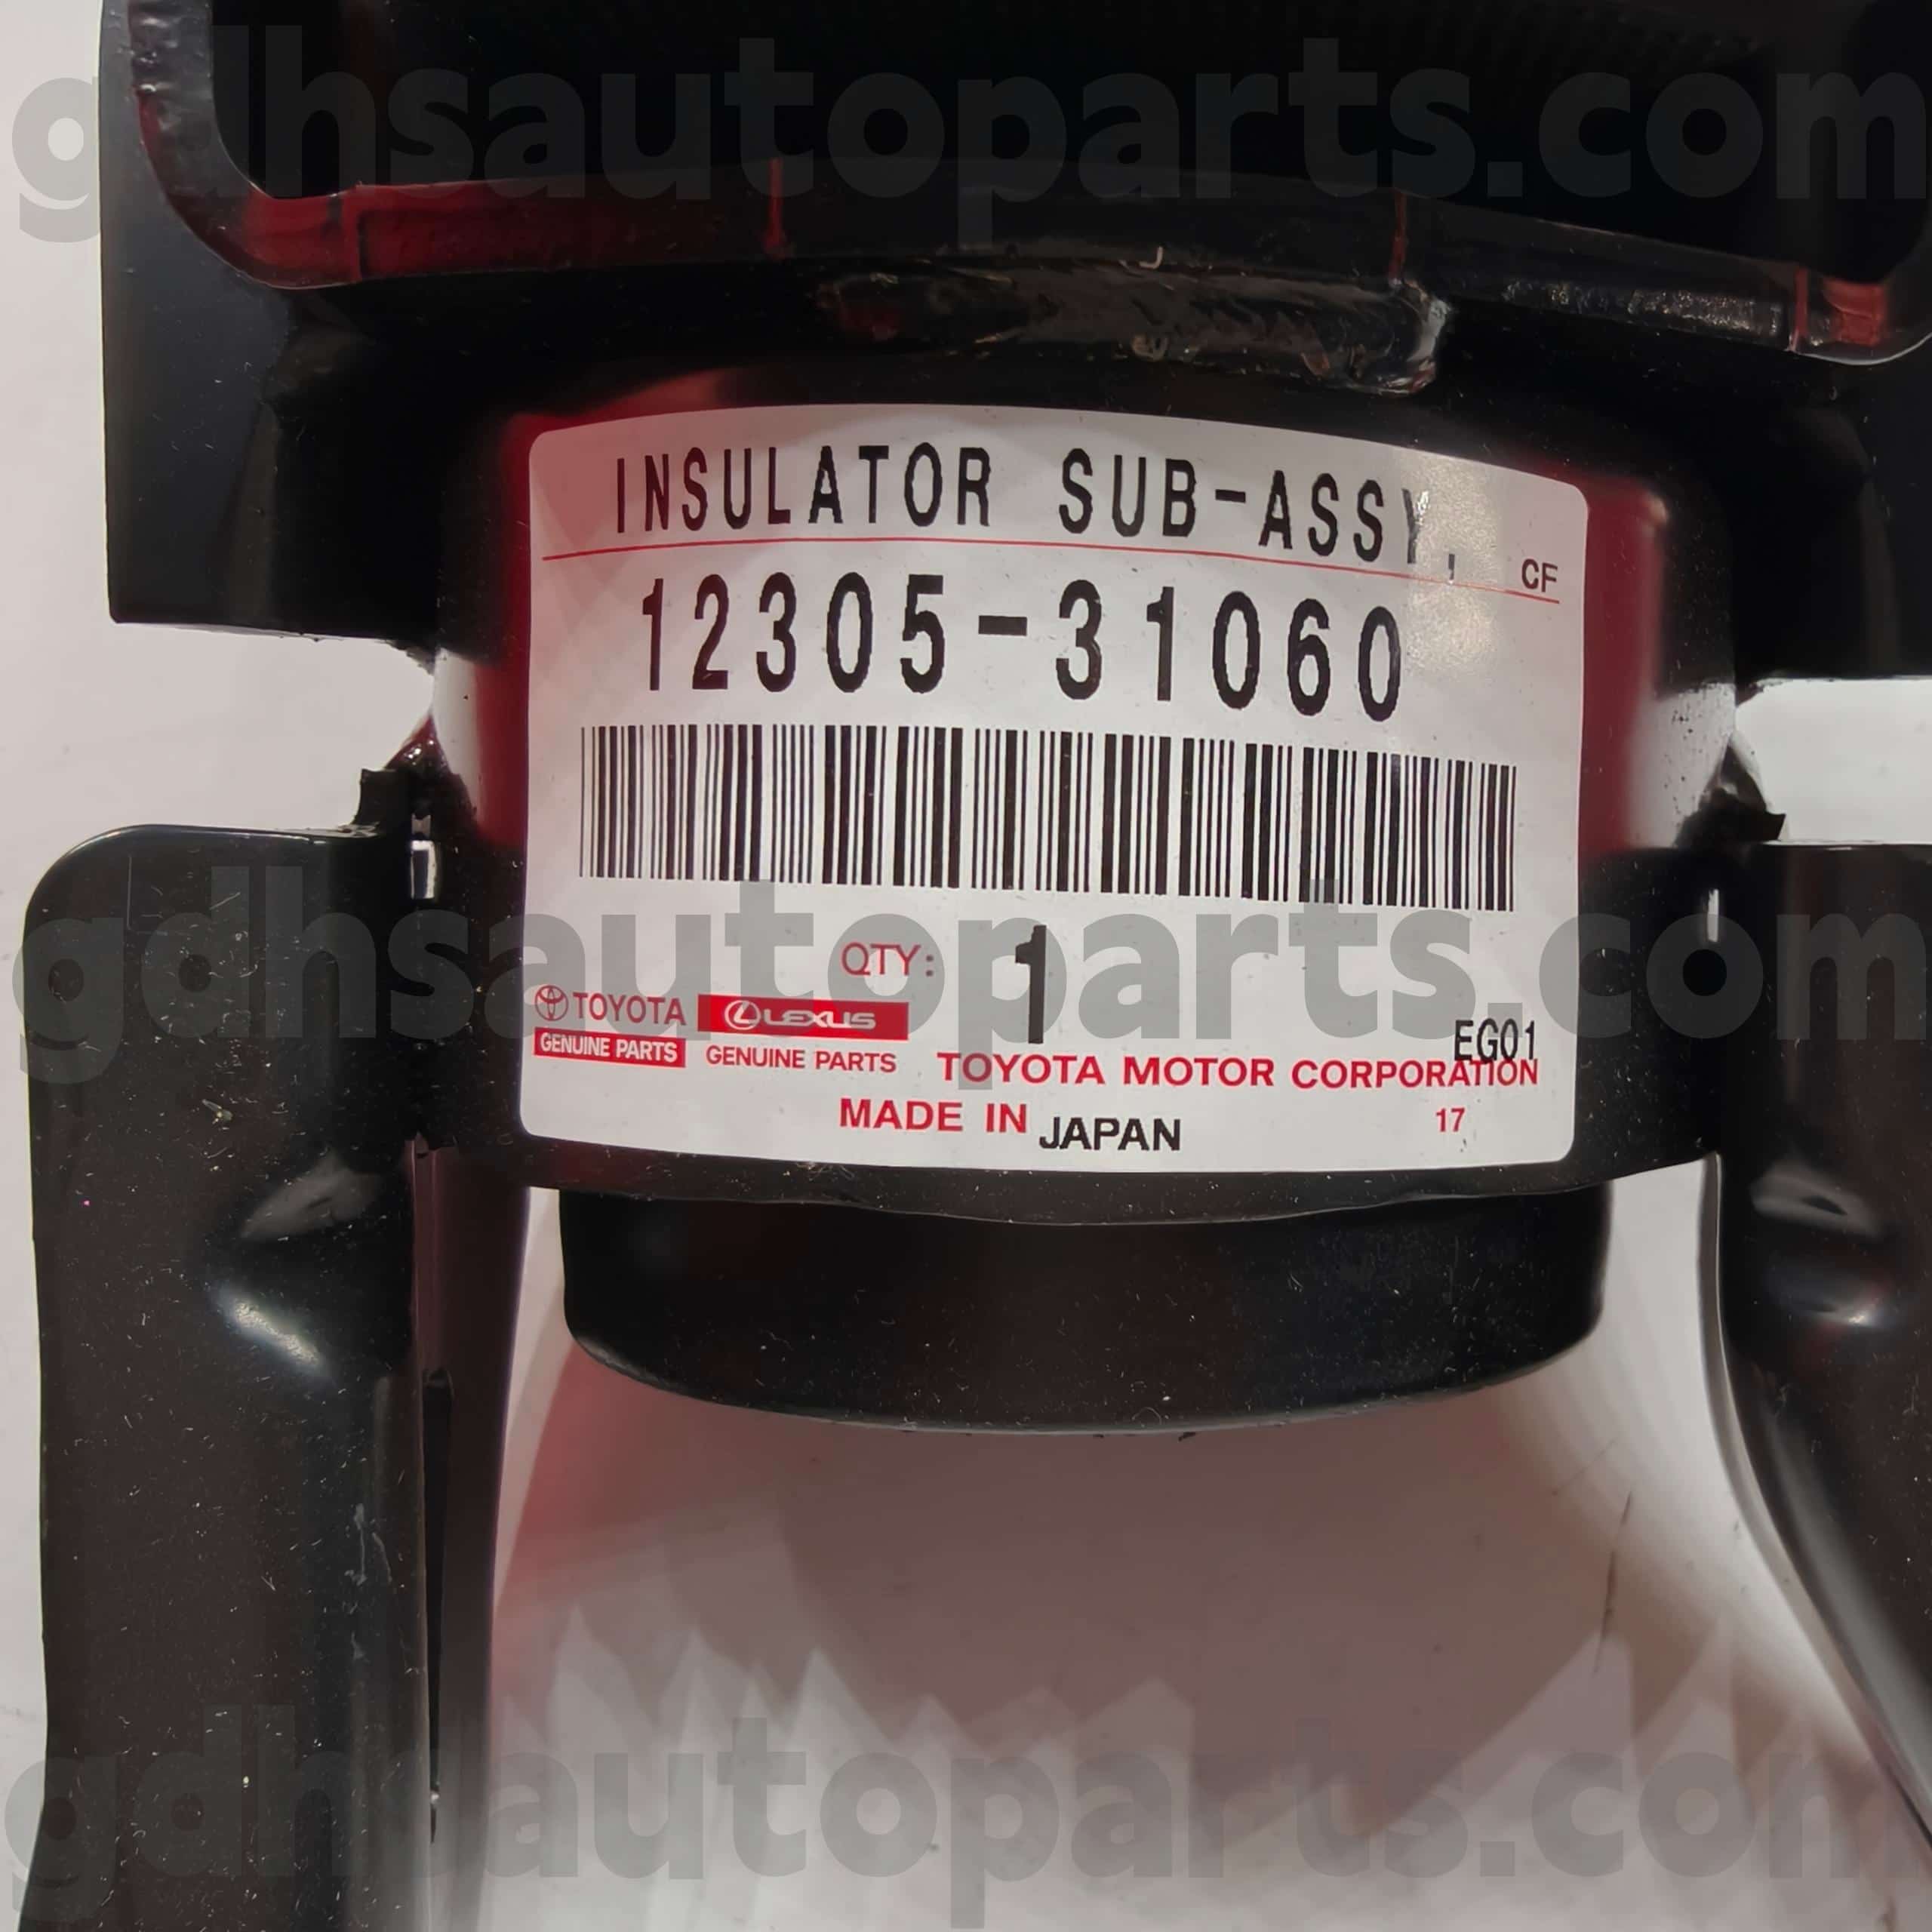 gdhsautoparts.com
INSULATOR SUB-ASSY,
CF
12305-31060
gdhsautoparts.com
QTY: 1
TOYOTA LEXUS
EG01
GENUINE PARTS GENUINE PARTS TOYOTA MOTOR CORPORATION
MADE IN JAPAN 17
gdhsautoparts.com